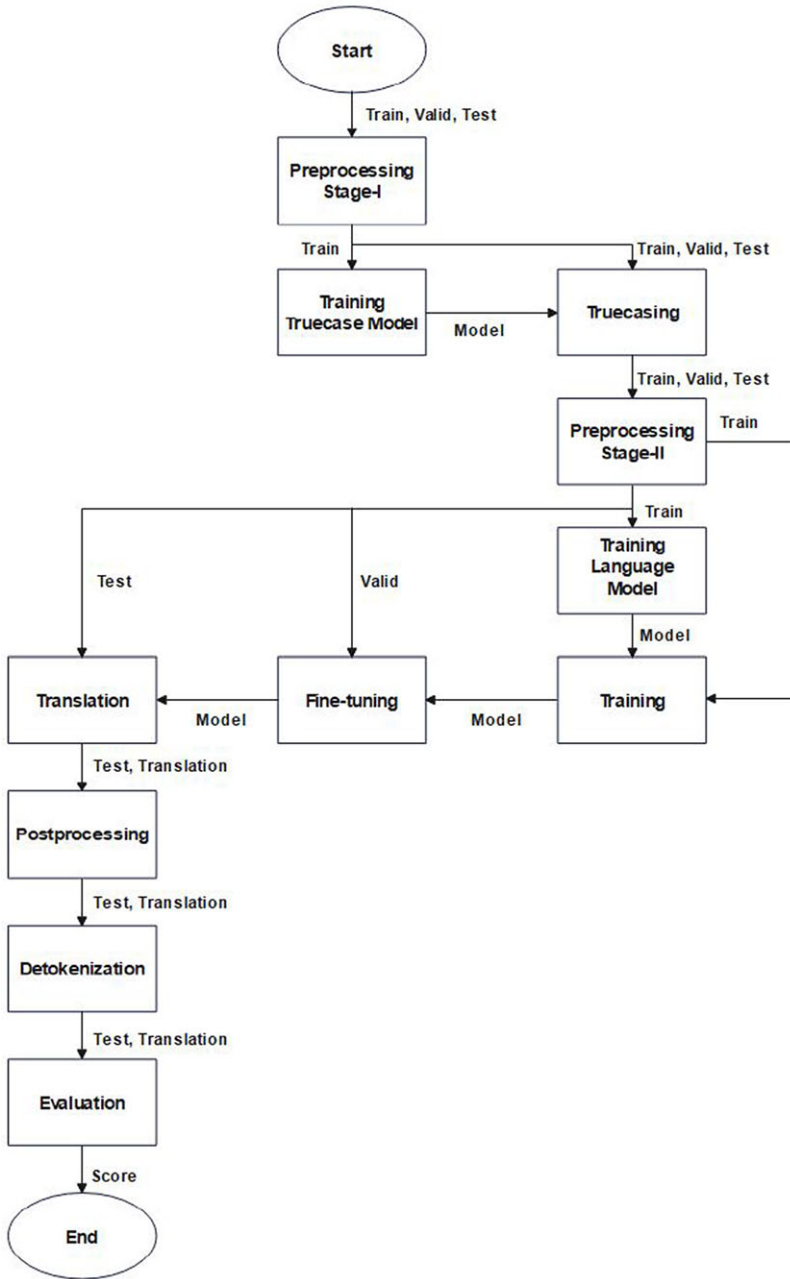 Start
Train, Valid, Test
Preprocessing
Stage-I
Train
Train, Valid, Test
Training
Truecase Model
Model
Truecasing
Train, Valid, Test
Preprocessing
Stage-II
Train
Train
Training
Language
Model
Test
Valid
Model
Translation
Model
Fine-tuning
Model
Training
Test, Translation
Postprocessing
Test, Translation
Detokenization
Test, Translation
Evaluation
Score
End